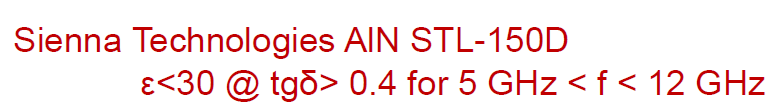 Sienna Technologies AlN STL-150D
ε<30 @ tgδ> 0.4 for 5 GHz < f < 12 GHz